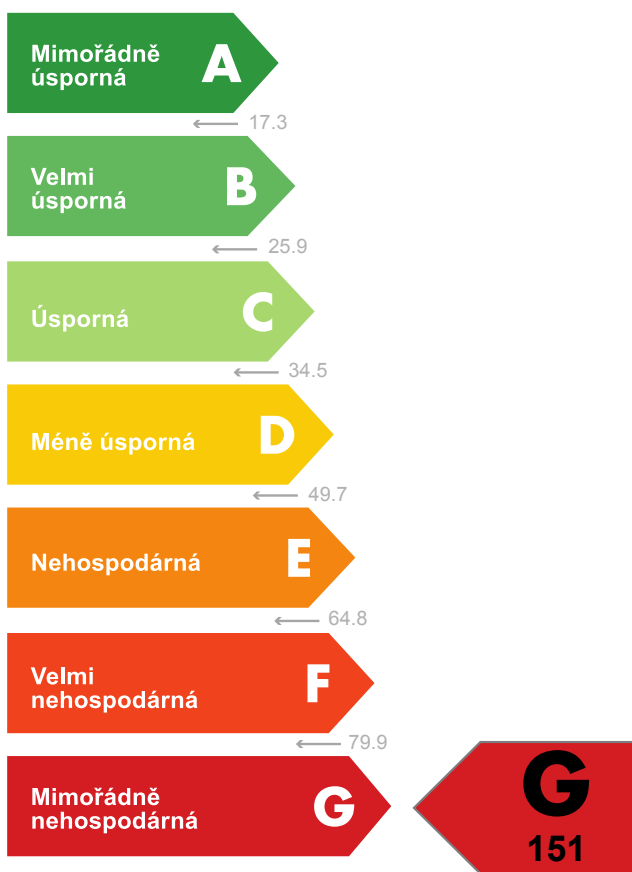 Mimořádně
úsporná A
17.3
Velmi
úsporná B
25.9
Úsporná C
34.5
Méně úsporná D
49.7
Nehospodárná E
64.8
Velmi
nehospodárná F
79.9
Mimořádně
nehospodárná G
G
151